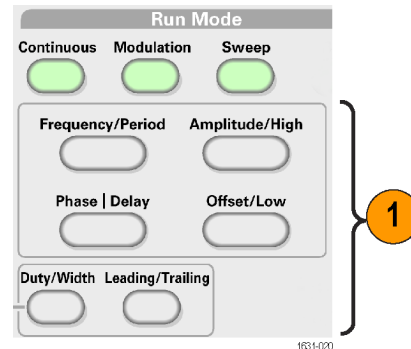 Run Mode
Continuous Modulation Sweep
Frequency/Period Amplitude/High
Phase | Delay Offset/Low
Duty/Width Leading/Trailing
1
1631-020